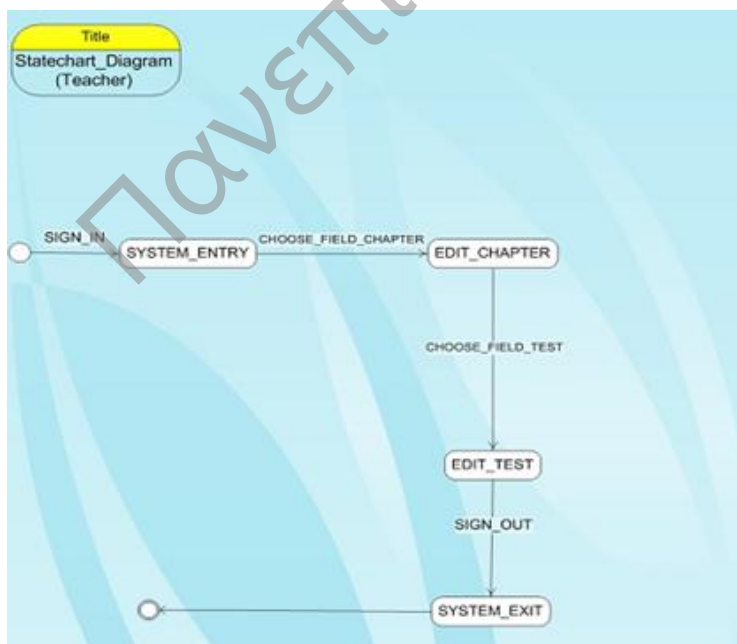 Title
Statechart_Diagram
(Teacher)
SIGN_IN
SYSTEM_ENTRY
CHOOSE_FIELD_CHAPTER
EDIT_CHAPTER
CHOOSE_FIELD_TEST
EDIT_TEST
SIGN_OUT
SYSTEM_EXIT